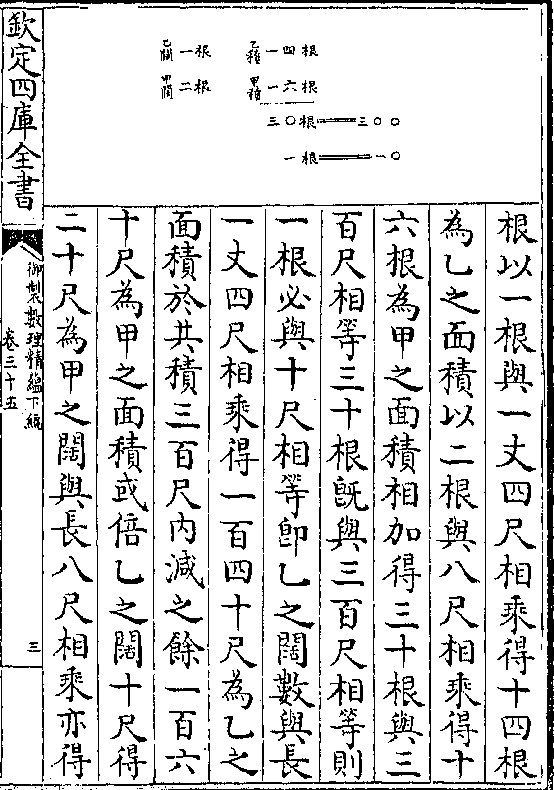 根以一根與一丈四尺相乘得十四根
為乙之面積以二根與八尺相乘得十
六根為甲之面積相加得三十根與三
百尺相等三十根既與三百尺相等則
一根必與十尺相等即乙之闊數與長
一丈四尺相乘得一百四十尺為乙之
面積於共積三百尺內減之餘一百六
十尺為甲之面積或倍乙之闊十尺得
二十尺為甲之闊與長八尺相乘亦得
乙積一四根
甲積一六根
三〇根═三〇〇
一根═一〇
乙闊一根
甲闊二根
欽定四庫全書
御製數理精蘊下編
卷三十五
三